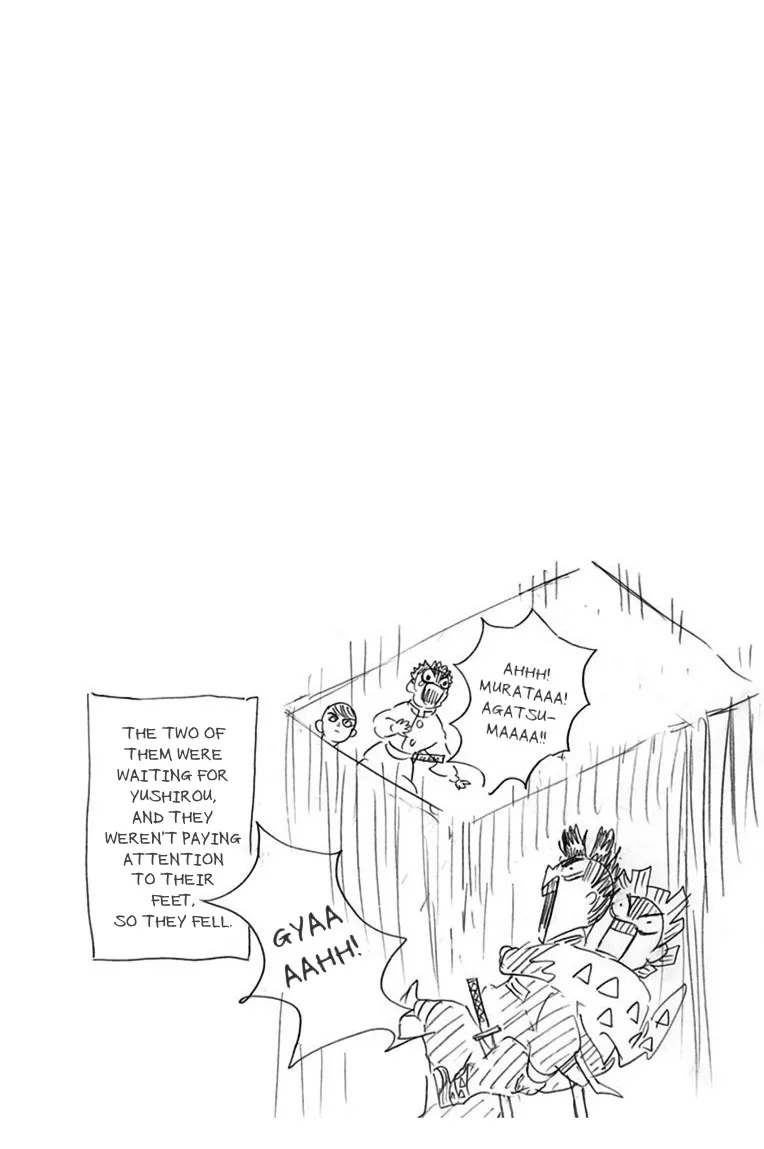 AHHH!
MURATAAA!
AGATSU-
MAAAA!!
THE TWO OF
THEM WERE
WAITING FOR
YUSHIROU,
AND THEY
WEREN'T PAYING
ATTENTION
TO THEIR
FEET,
SO THEY FELL.
GYAA
AAHH!